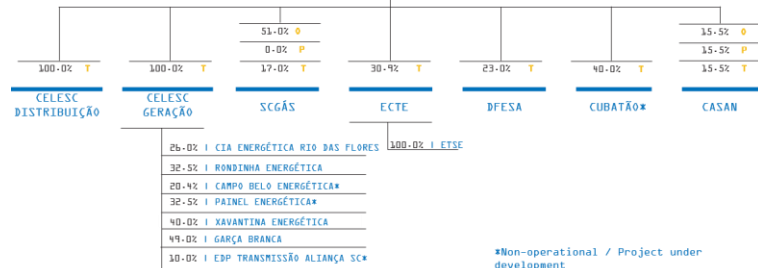 51.0% O
15.5% O
0.0% P
15.5% P
100.0% T
100.0% T
17.0% T
30.9% T
23.0% T
40.0% T
15.5% T
CELESC DISTRIBUIÇÃO
CELESC GERAÇÃO
SCGÁS
ECTE
DFESA
CUBATÃO*
CASAN
26.0% | CIA ENERGÉTICA RIO DAS FLORES
100.0% | ETSE
32.5% | RONDINHA ENERGÉTICA
20.4% | CAMPO BELO ENERGÉTICA*
32.5% | PAINEL ENERGÉTICA*
40.0% | XAVANTINA ENERGÉTICA
49.0% | GARÇA BRANCA
10.0% | EDP TRANSMISSÃO ALIANÇA SC*
*Non-operational / Project under
development